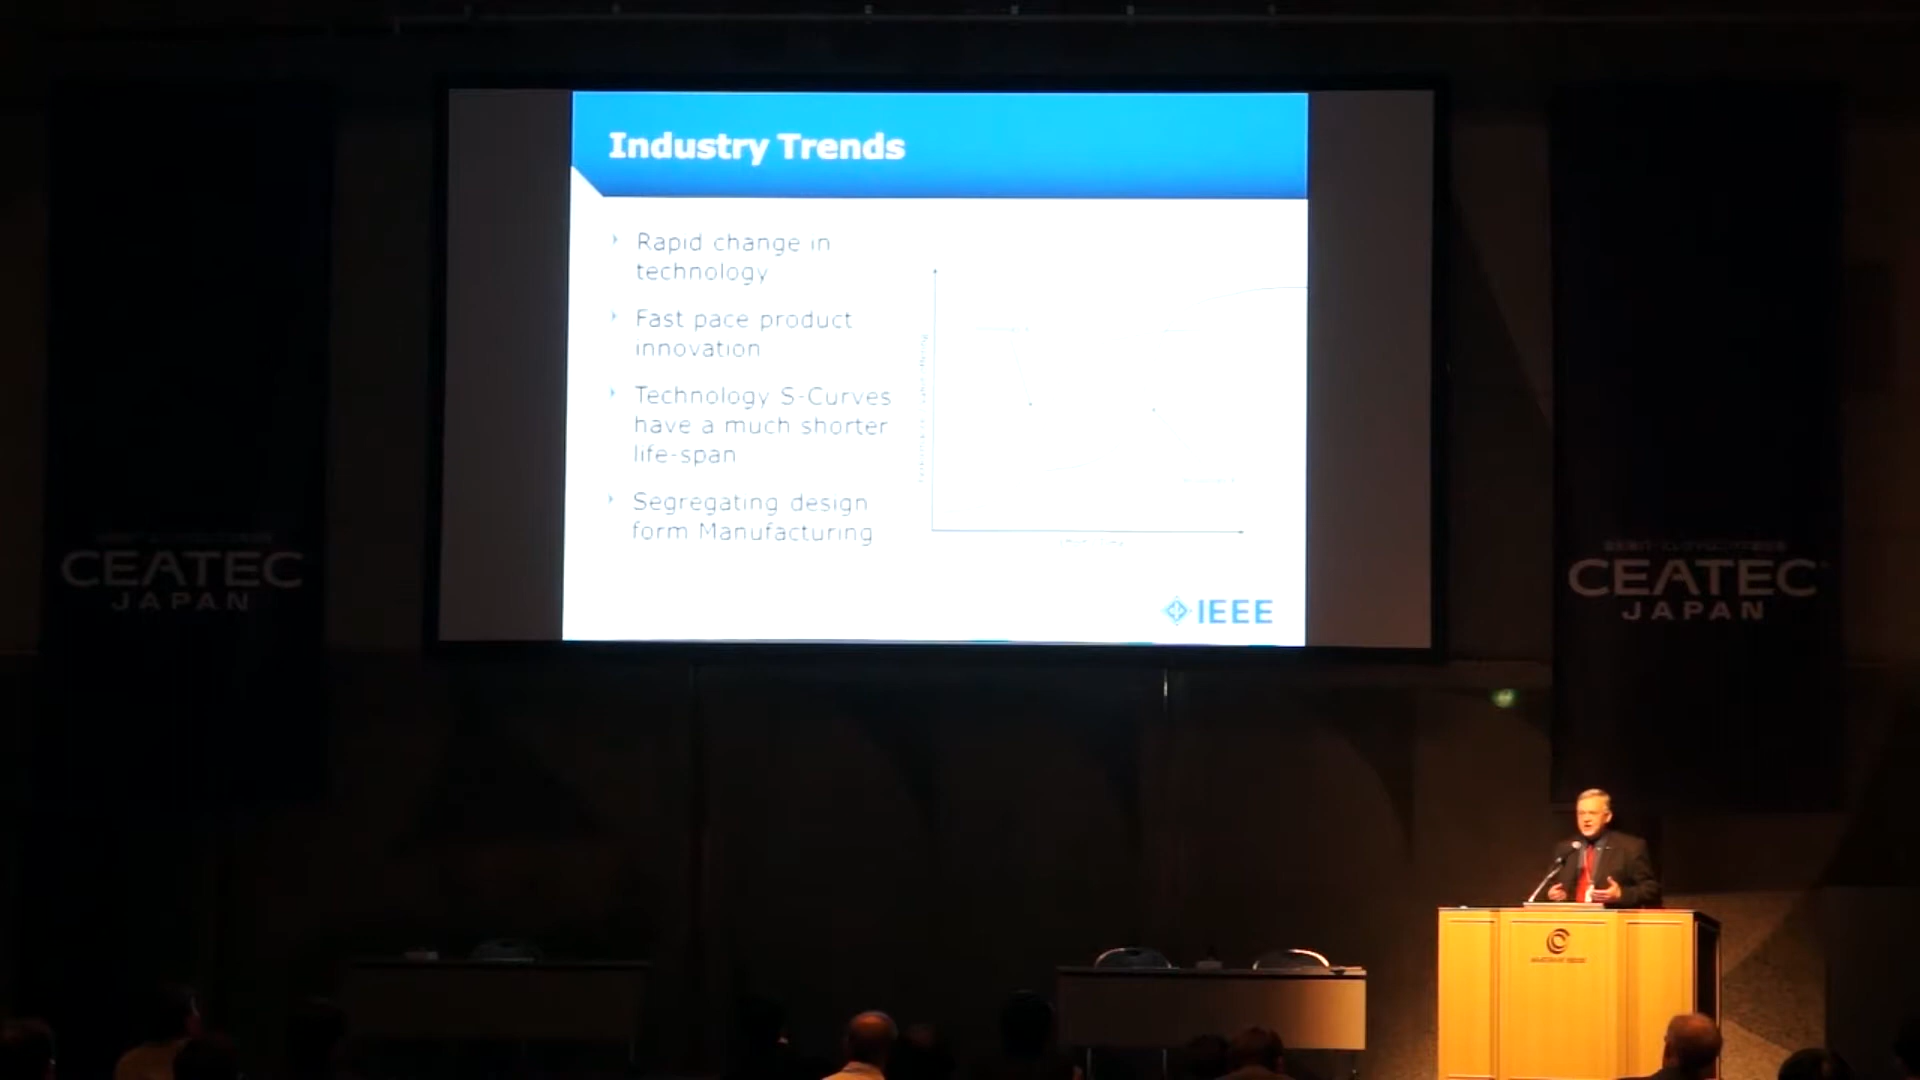 Industry Trends
Rapid change in
technology
Fast pace product
innovation
Technology S-Curves
have a much shorter
life-span
Segregating design
form Manufacturing
IEEE
CEATEC
JAPAN
CEATEC
JAPAN